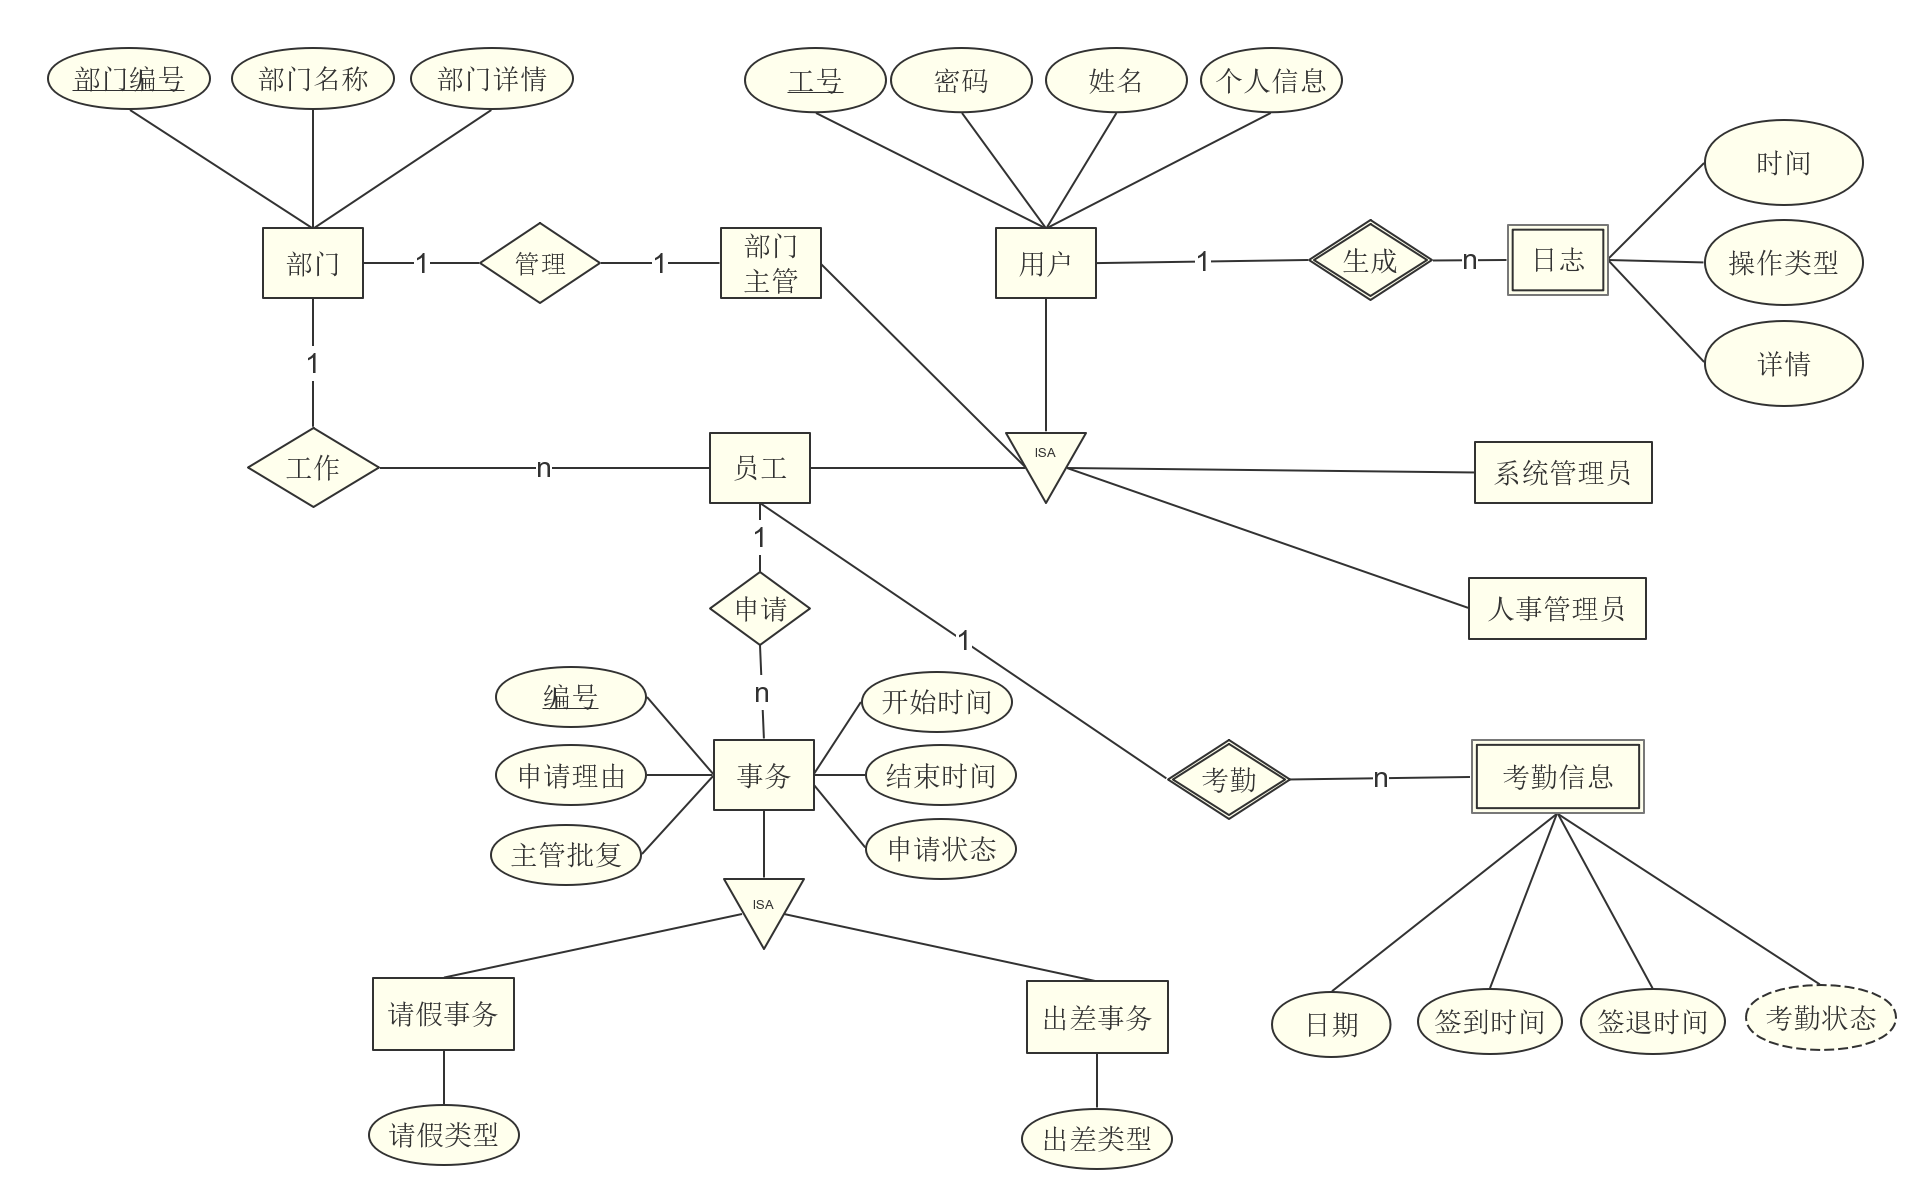 部门编号
部门名称
部门详情
工号
密码
姓名
个人信息
时间
操作类型
详情
部门
1
管理
1
部门
主管
用户
1
生成
n
日志
1
工作
n
员工
ISA
系统管理员
人事管理员
1
申请
n
1
编号
申请理由
主管批复
事务
开始时间
结束时间
申请状态
考勤
n
考勤信息
ISA
请假事务
出差事务
日期
签到时间
签退时间
考勤状态
请假类型
出差类型